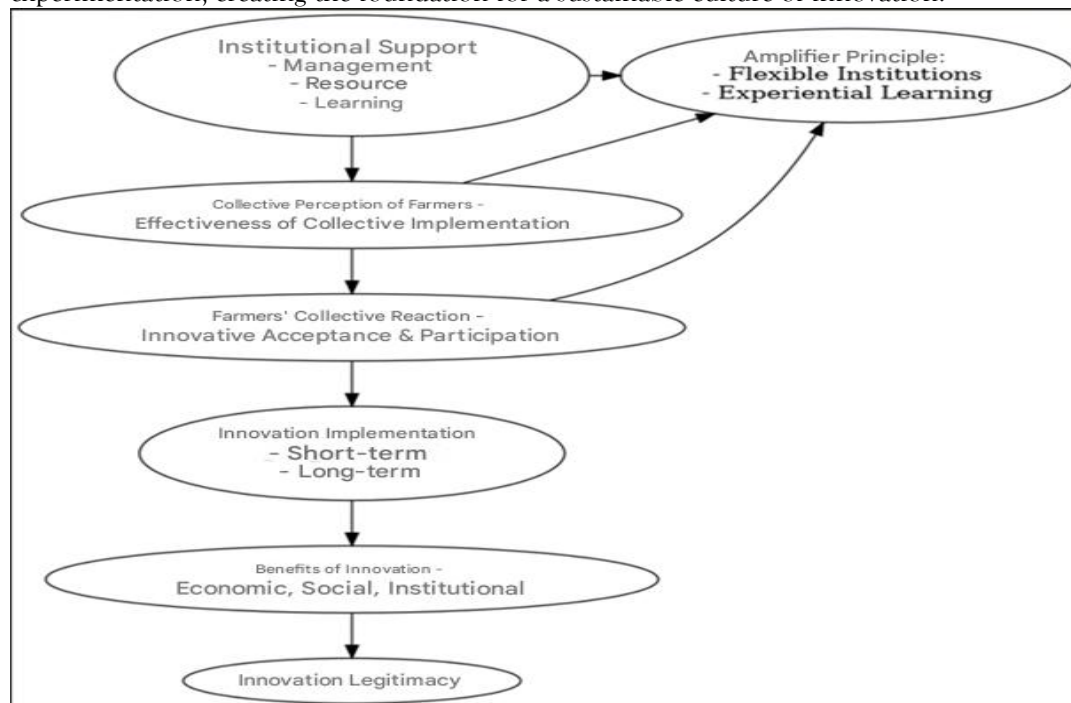 experimentation, creating the foundation for a sustainable culture of innovation.
Institutional Support
- Management
- Resource
- Learning
Amplifier Principle:
- Flexible Institutions
- Experiential Learning
Collective Perception of Farmers -
Effectiveness of Collective Implementation
Farmers' Collective Reaction -
Innovative Acceptance & Participation
Innovation Implementation
- Short-term
- Long-term
Benefits of Innovation -
Economic, Social, Institutional
Innovation Legitimacy